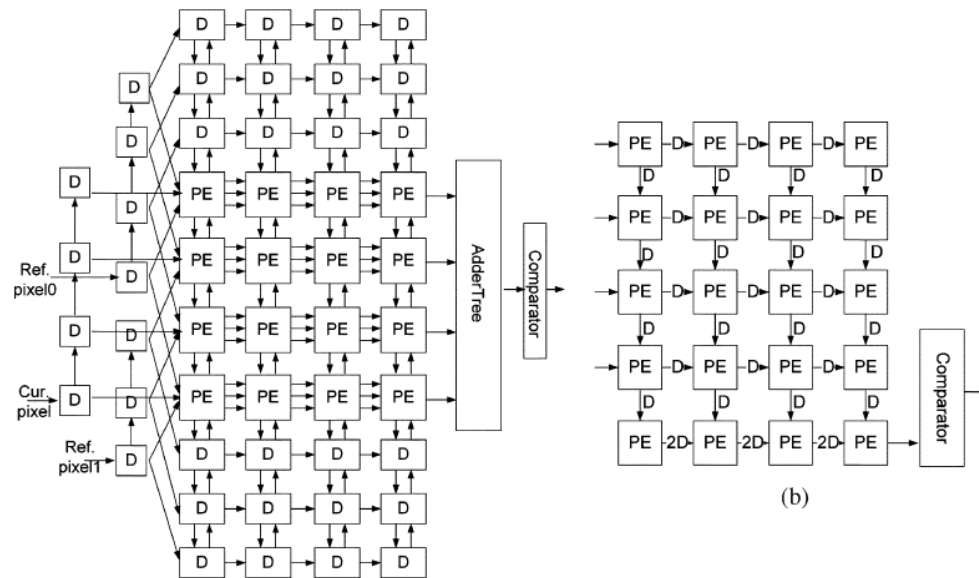 D D D D
D D D D D
D D D D D
D D PE PE PE PE
D D PE PE PE PE
Ref.
pixel0
D D PE PE PE PE
D D PE PE PE PE
Cur.
pixel
D D D D D
Ref.
pixel1
D D D D
D D D D
AdderTree
Comparator
PE D PE D PE D PE
D D D D
PE D PE D PE D PE
D D D D
PE D PE D PE D PE
D D D D
PE D PE D PE D PE
D D D D
PE 2D PE 2D PE 2D PE
Comparator
(b)